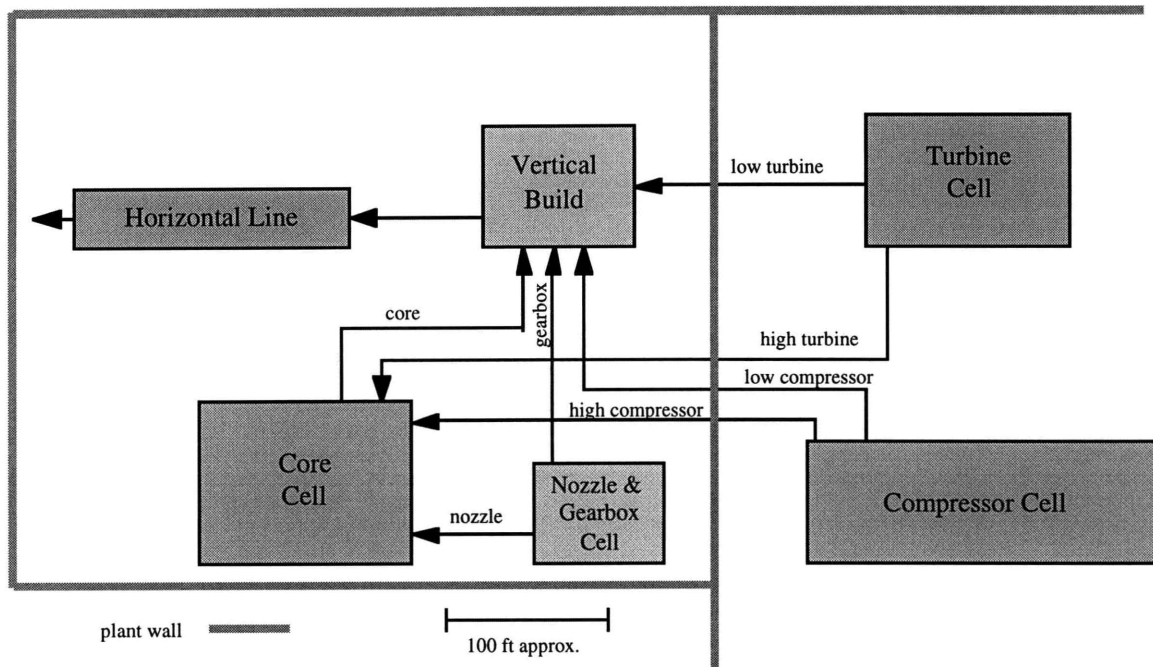 Vertical
Build
low turbine
Turbine
Cell
Horizontal Line
core
gearbox
high turbine
low compressor
high compressor
Core
Cell
nozzle
Nozzle &
Gearbox
Cell
Compressor Cell
plant wall
100 ft approx.